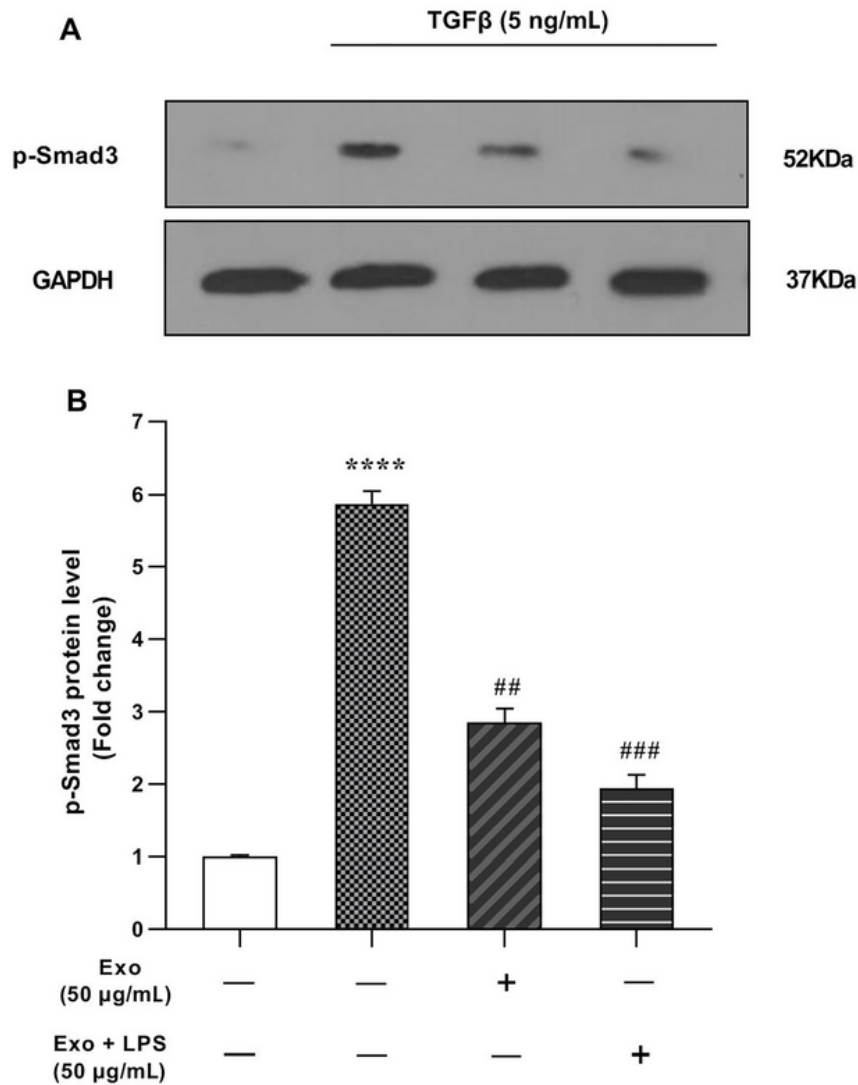 A
TGFβ (5 ng/mL)
p-Smad3
52KDa
GAPDH
37KDa
B
p-Smad3 protein level
(Fold change)
7
6
5
4
3
2
1
0
****
##
###
Exo
(50 µg/mL)
— — + —
Exo + LPS
(50 µg/mL)
— — — +